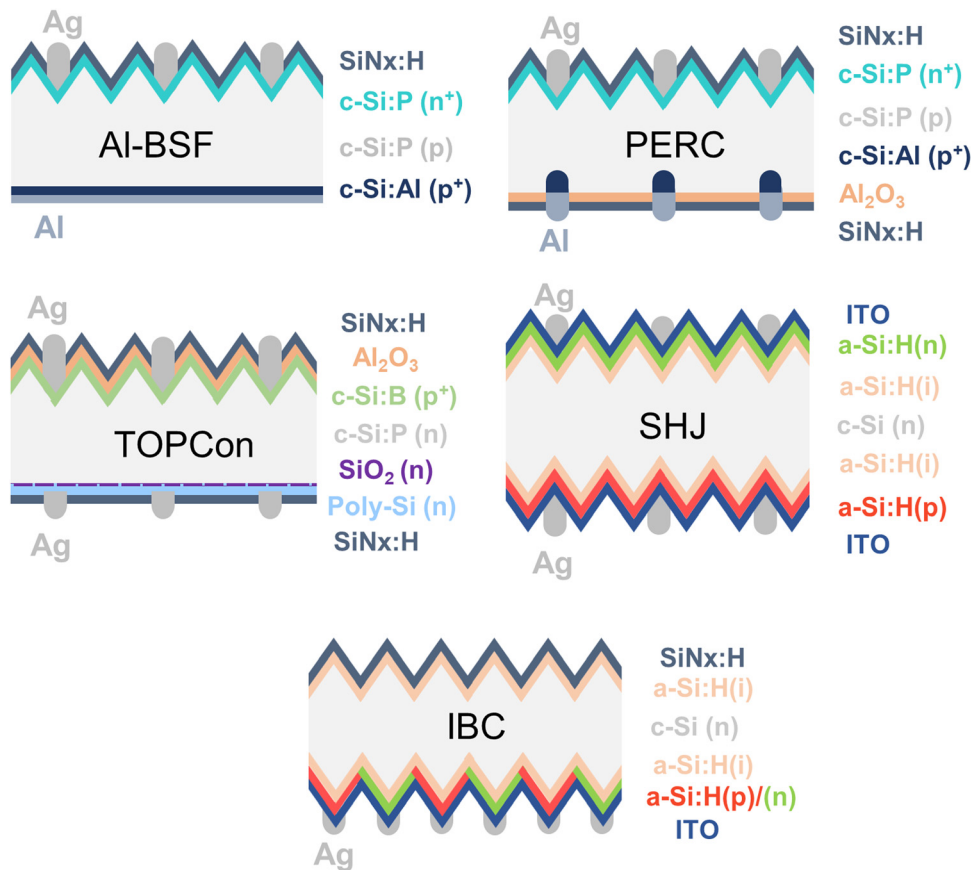 Ag
SiNx:H
c-Si:P (n⁺)
Al-BSF
c-Si:P (p)
c-Si:Al (p⁺)
Al
Ag
SiNx:H
c-Si:P (n⁺)
c-Si:P (p)
PERC
c-Si:Al (p⁺)
Al₂O₃
Al
SiNx:H
Ag
SiNx:H
Al₂O₃
c-Si:B (p⁺)
c-Si:P (n)
TOPCon
SiO₂ (n)
Poly-Si (n)
SiNx:H
Ag
Ag
ITO
a-Si:H(n)
a-Si:H(i)
c-Si (n)
SHJ
a-Si:H(i)
a-Si:H(p)
ITO
Ag
SiNx:H
a-Si:H(i)
IBC
c-Si (n)
a-Si:H(i)
a-Si:H(p)/(n)
ITO
Ag